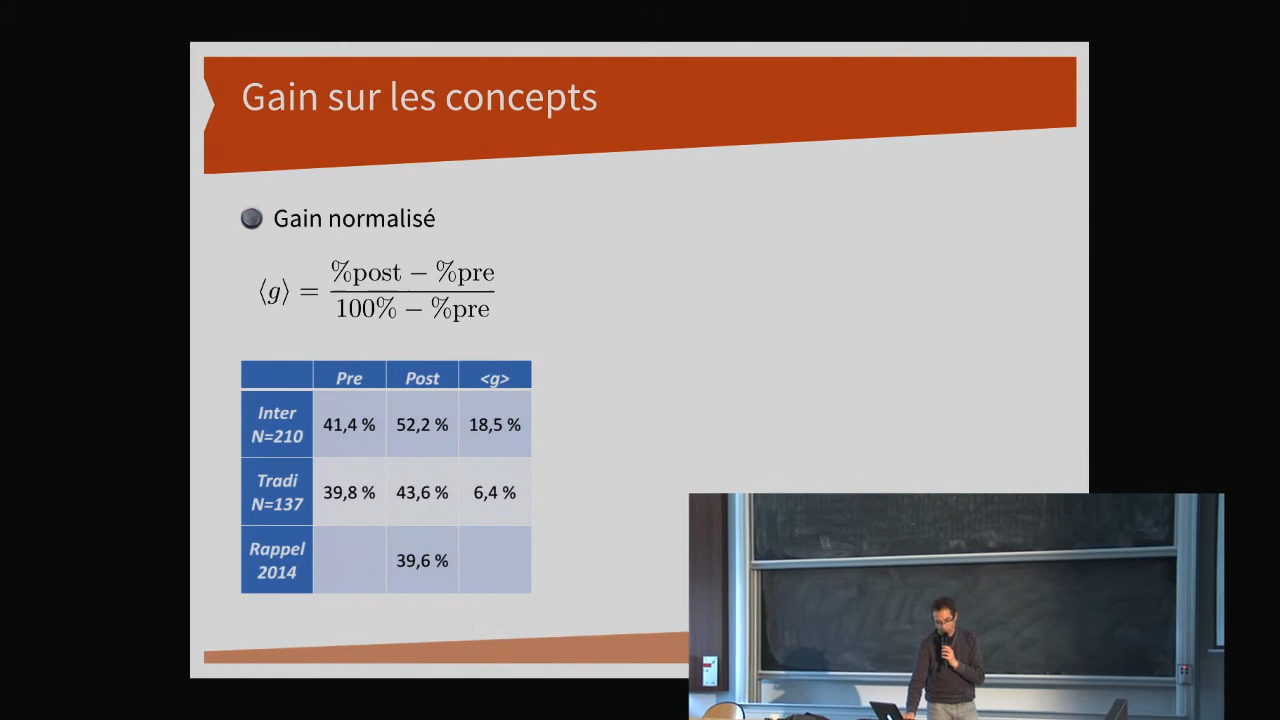 Gain sur les concepts
Gain normalisé
⟨g⟩ = %post − %pre / 100% − %pre
Pre Post <g>
Inter
N=210
41,4 % 52,2 % 18,5 %
Tradi
N=137
39,8 % 43,6 % 6,4 %
Rappel
2014
39,6 %